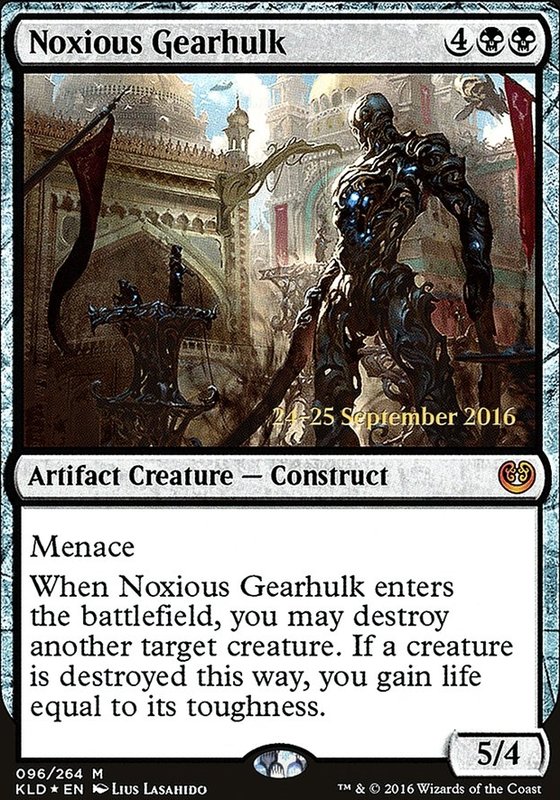 Noxious Gearhulk 4
24-25 September 2016
Artifact Creature — Construct
Menace
When Noxious Gearhulk enters
the battlefield, you may destroy
another target creature. If a creature
is destroyed this way, you gain life
equal to its toughness.
5/4
096/264 M
KLD ★ EN Lius Lasahido
™ & © 2016 Wizards of the Coast